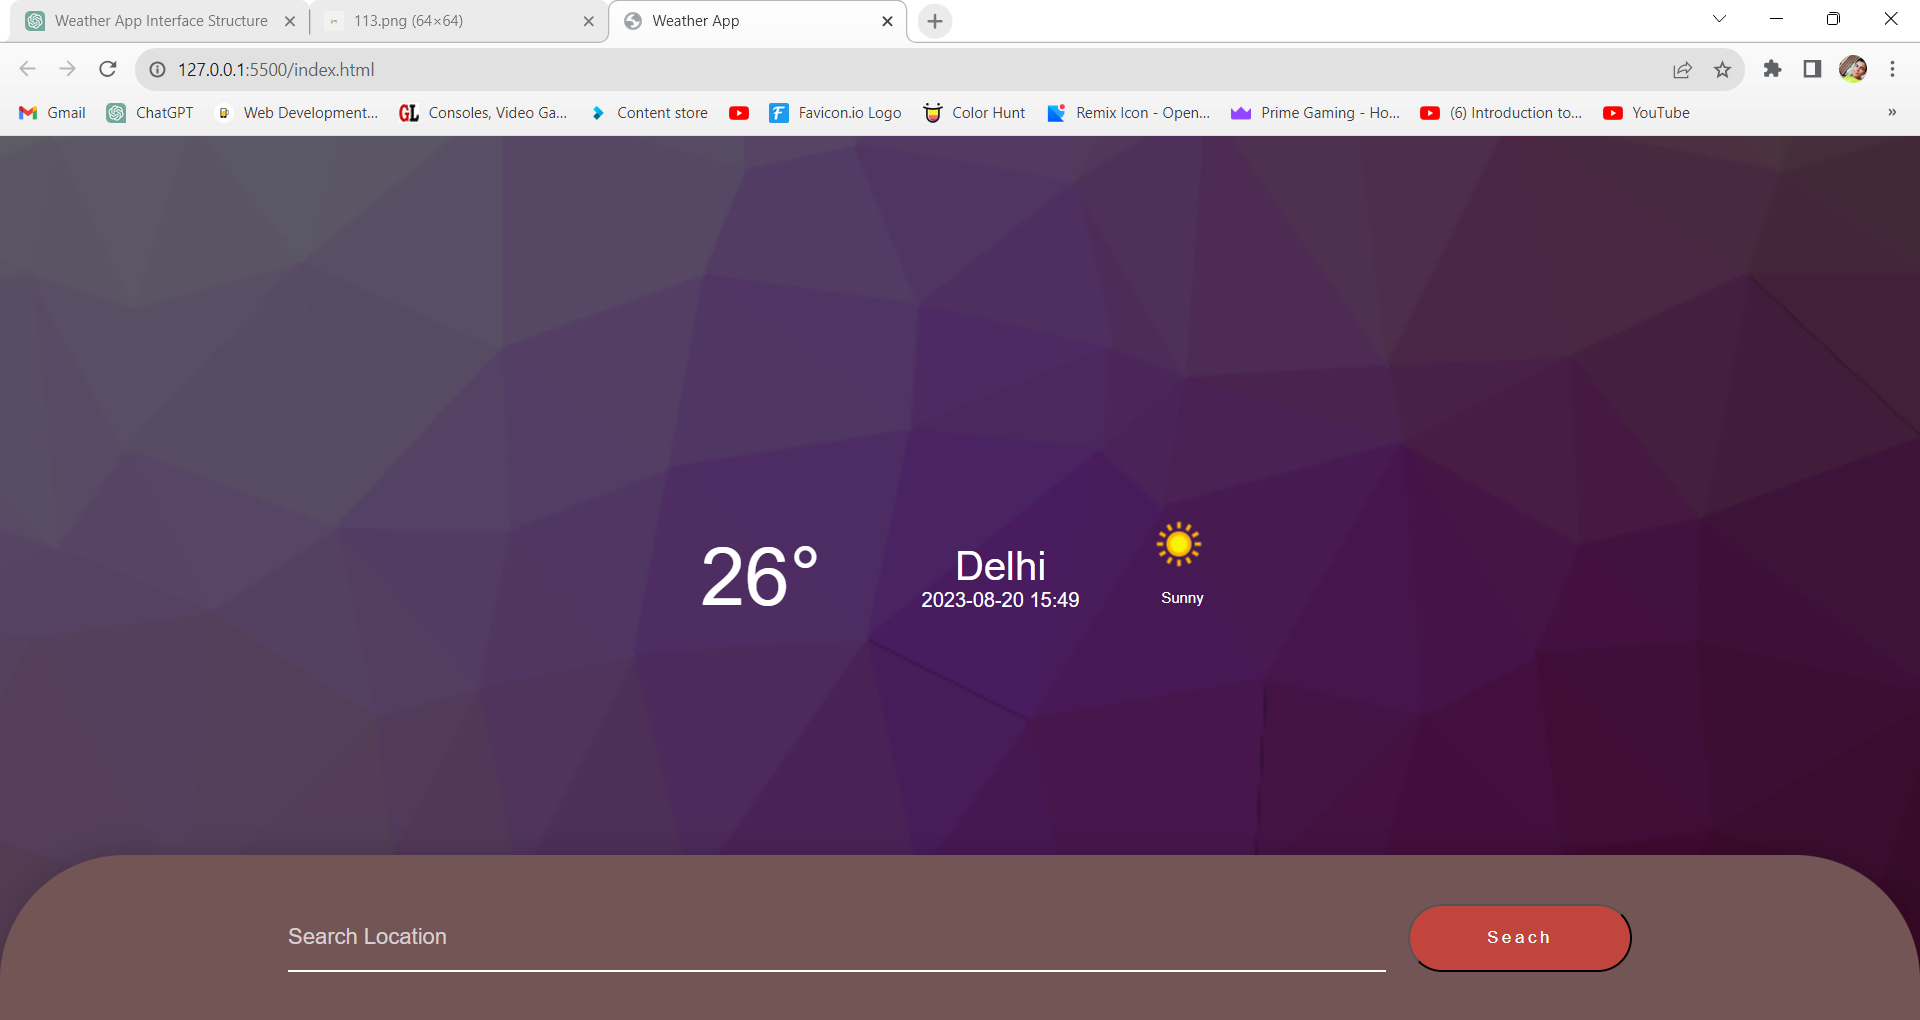 Weather App Interface Structure
113.png (64×64)
Weather App
127.0.0.1:5500/index.html
Gmail
ChatGPT
Web Development...
GL Consoles, Video Ga...
Content store
F Favicon.io Logo
Color Hunt
Remix Icon - Open...
Prime Gaming - Ho...
(6) Introduction to...
YouTube
»
26°
Delhi
2023-08-20 15:49
Sunny
Search Location
Seach